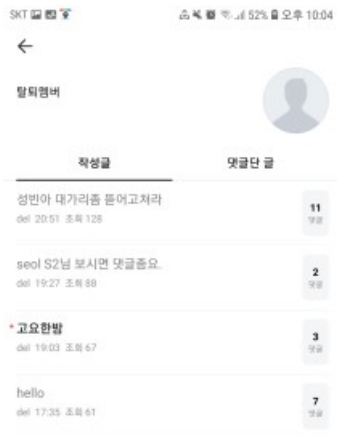 SKT 52% 오후 10:04
탈퇴멤버
작성글 댓글단 글
성빈아 대가리좀 뜯어고쳐라
del 20:51 조회 128
11
댓글
seol S2님 보시면 댓글좀요.
del 19:27 조회 88
2
댓글
*고요한밤
del 19:03 조회 67
3
댓글
hello
del 17:35 조회 61
7
댓글